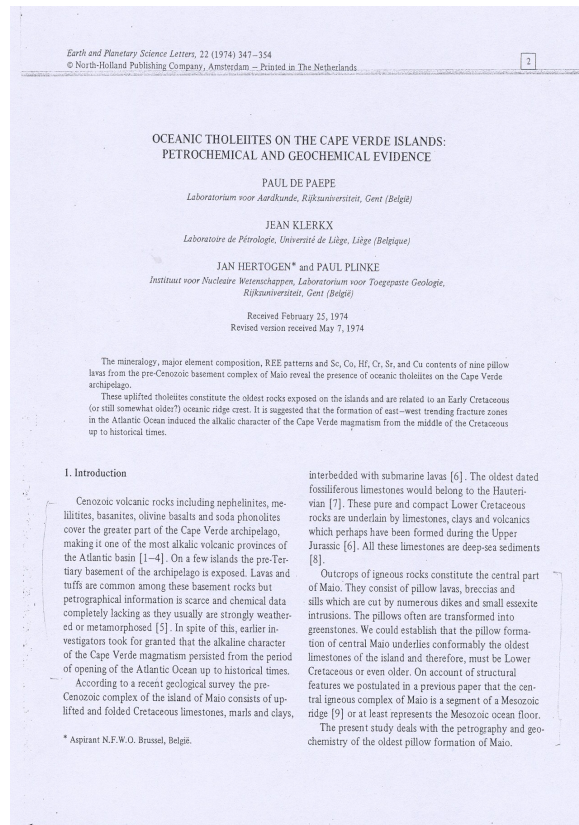 Earth and Planetary Science Letters, 22 (1974) 347–354
© North-Holland Publishing Company, Amsterdam – Printed in The Netherlands
2
OCEANIC THOLEIITES ON THE CAPE VERDE ISLANDS:
PETROCHEMICAL AND GEOCHEMICAL EVIDENCE
PAUL DE PAEPE
Laboratorium voor Aardkunde, Rijksuniversiteit, Gent (België)
JEAN KLERKX
Laboratoire de Pétrologie, Université de Liège, Liège (Belgique)
JAN HERTOGEN* and PAUL PLINKE
Instituut voor Nucleaire Wetenschappen, Laboratorium voor Toegepaste Geologie,
Rijksuniversiteit, Gent (België)
Received February 25, 1974
Revised version received May 7, 1974
The mineralogy, major element composition, REE patterns and Sc, Co, Hf, Cr, Sr, and Cu contents of nine pillow
lavas from the pre-Cenozoic basement complex of Maio reveal the presence of oceanic tholeiites on the Cape Verde
archipelago.
These uplifted tholeiites constitute the oldest rocks exposed on the islands and are related to an Early Cretaceous
(or still somewhat older?) oceanic ridge crest. It is suggested that the formation of east–west trending fracture zones
in the Atlantic Ocean induced the alkalic character of the Cape Verde magmatism from the middle of the Cretaceous
up to historical times.
1. Introduction
Cenozoic volcanic rocks including nephelinites, me-
lilitites, basanites, olivine basalts and soda phonolites
cover the greater part of the Cape Verde archipelago,
making it one of the most alkalic volcanic provinces of
the Atlantic basin [1–4]. On a few islands the pre-Ter-
tiary basement of the archipelago is exposed. Lavas and
tuffs are common among these basement rocks but
petrographical information is scarce and chemical data
completely lacking as they usually are strongly weather-
ed or metamorphosed [5]. In spite of this, earlier in-
vestigators took for granted that the alkaline character
of the Cape Verde magmatism persisted from the period
of opening of the Atlantic Ocean up to historical times.
According to a recent geological survey the pre-
Cenozoic complex of the island of Maio consists of up-
lifted and folded Cretaceous limestones, marls and clays,
* Aspirant N.F.W.O. Brussel, België.
interbedded with submarine lavas [6]. The oldest dated
fossiliferous limestones would belong to the Hauteri-
vian [7]. These pure and compact Lower Cretaceous
rocks are underlain by limestones, clays and volcanics
which perhaps have been formed during the Upper
Jurassic [6]. All these limestones are deep-sea sediments
[8].
Outcrops of igneous rocks constitute the central part
of Maio. They consist of pillow lavas, breccias and
sills which are cut by numerous dikes and small essexite
intrusions. The pillows often are transformed into
greenstones. We could establish that the pillow forma-
tion of central Maio underlies conformably the oldest
limestones of the island and therefore, must be Lower
Cretaceous or even older. On account of structural
features we postulated in a previous paper that the cen-
tral igneous complex of Maio is a segment of a Mesozoic
ridge [9] or at least represents the Mesozoic ocean floor.
The present study deals with the petrography and geo-
chemistry of the oldest pillow formation of Maio.